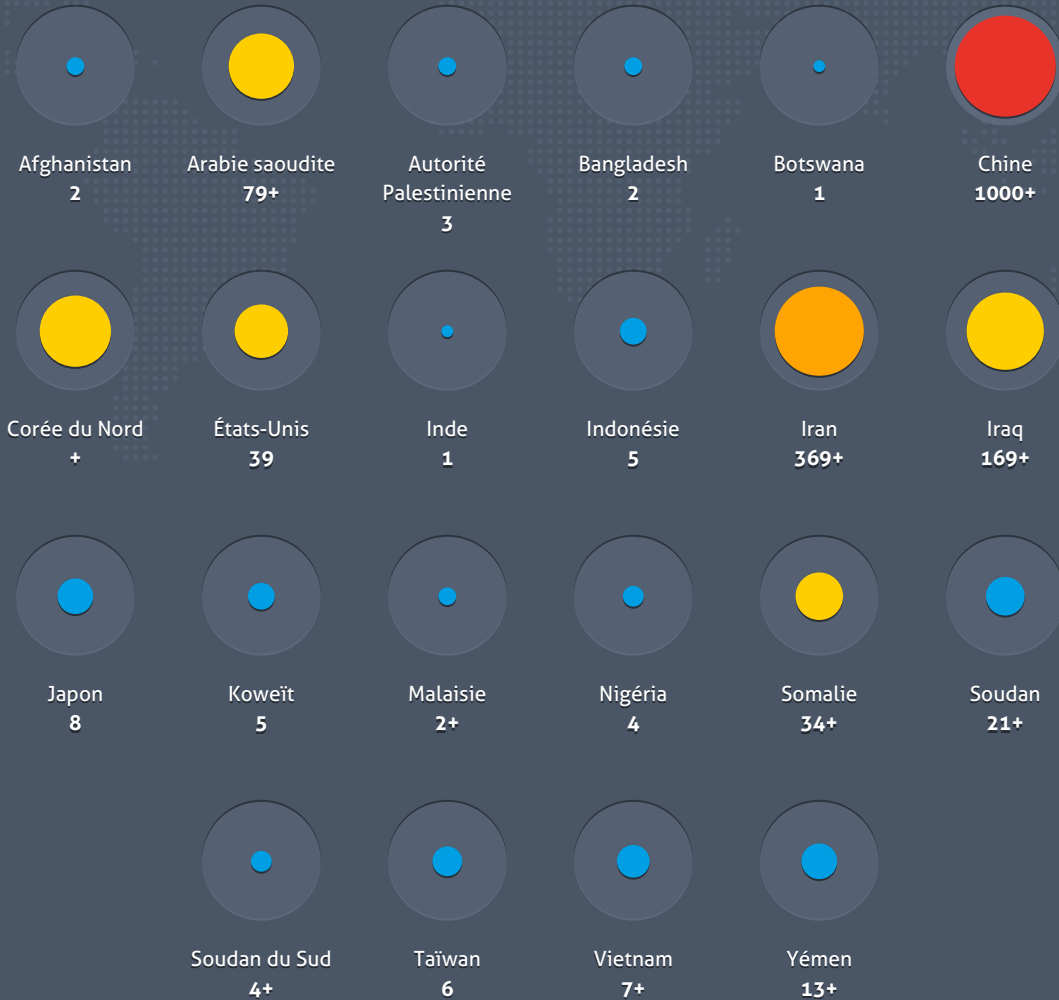 Afghanistan
2
Arabie saoudite
79+
Autorité
Palestinienne
3
Bangladesh
2
Botswana
1
Chine
1000+
Corée du Nord
+
États-Unis
39
Inde
1
Indonésie
5
Iran
369+
Iraq
169+
Japon
8
Koweït
5
Malaisie
2+
Nigéria
4
Somalie
34+
Soudan
21+
Soudan du Sud
4+
Taïwan
6
Vietnam
7+
Yémen
13+